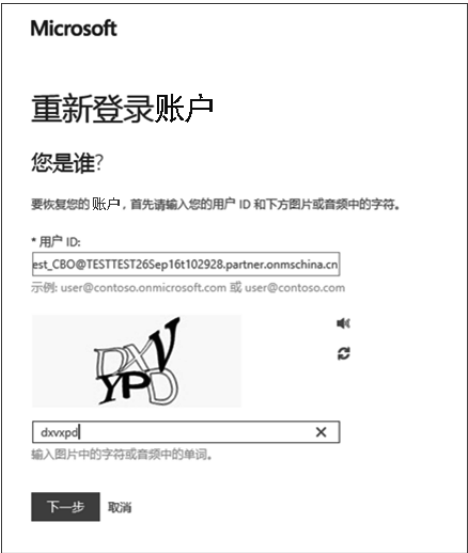 Microsoft
重新登录账户
您是谁?
要恢复您的 账户，首先请输入您的用户 ID 和下方图片或音频中的字符。
* 用户 ID:
est_CBO@TESTTEST26Sep16t102928.partner.onmschina.cn
示例: user@contoso.onmicrosoft.com 或 user@contoso.com
DXV
YPD
dxvxpd
输入图片中的字符或音频中的单词。
下一步 取消